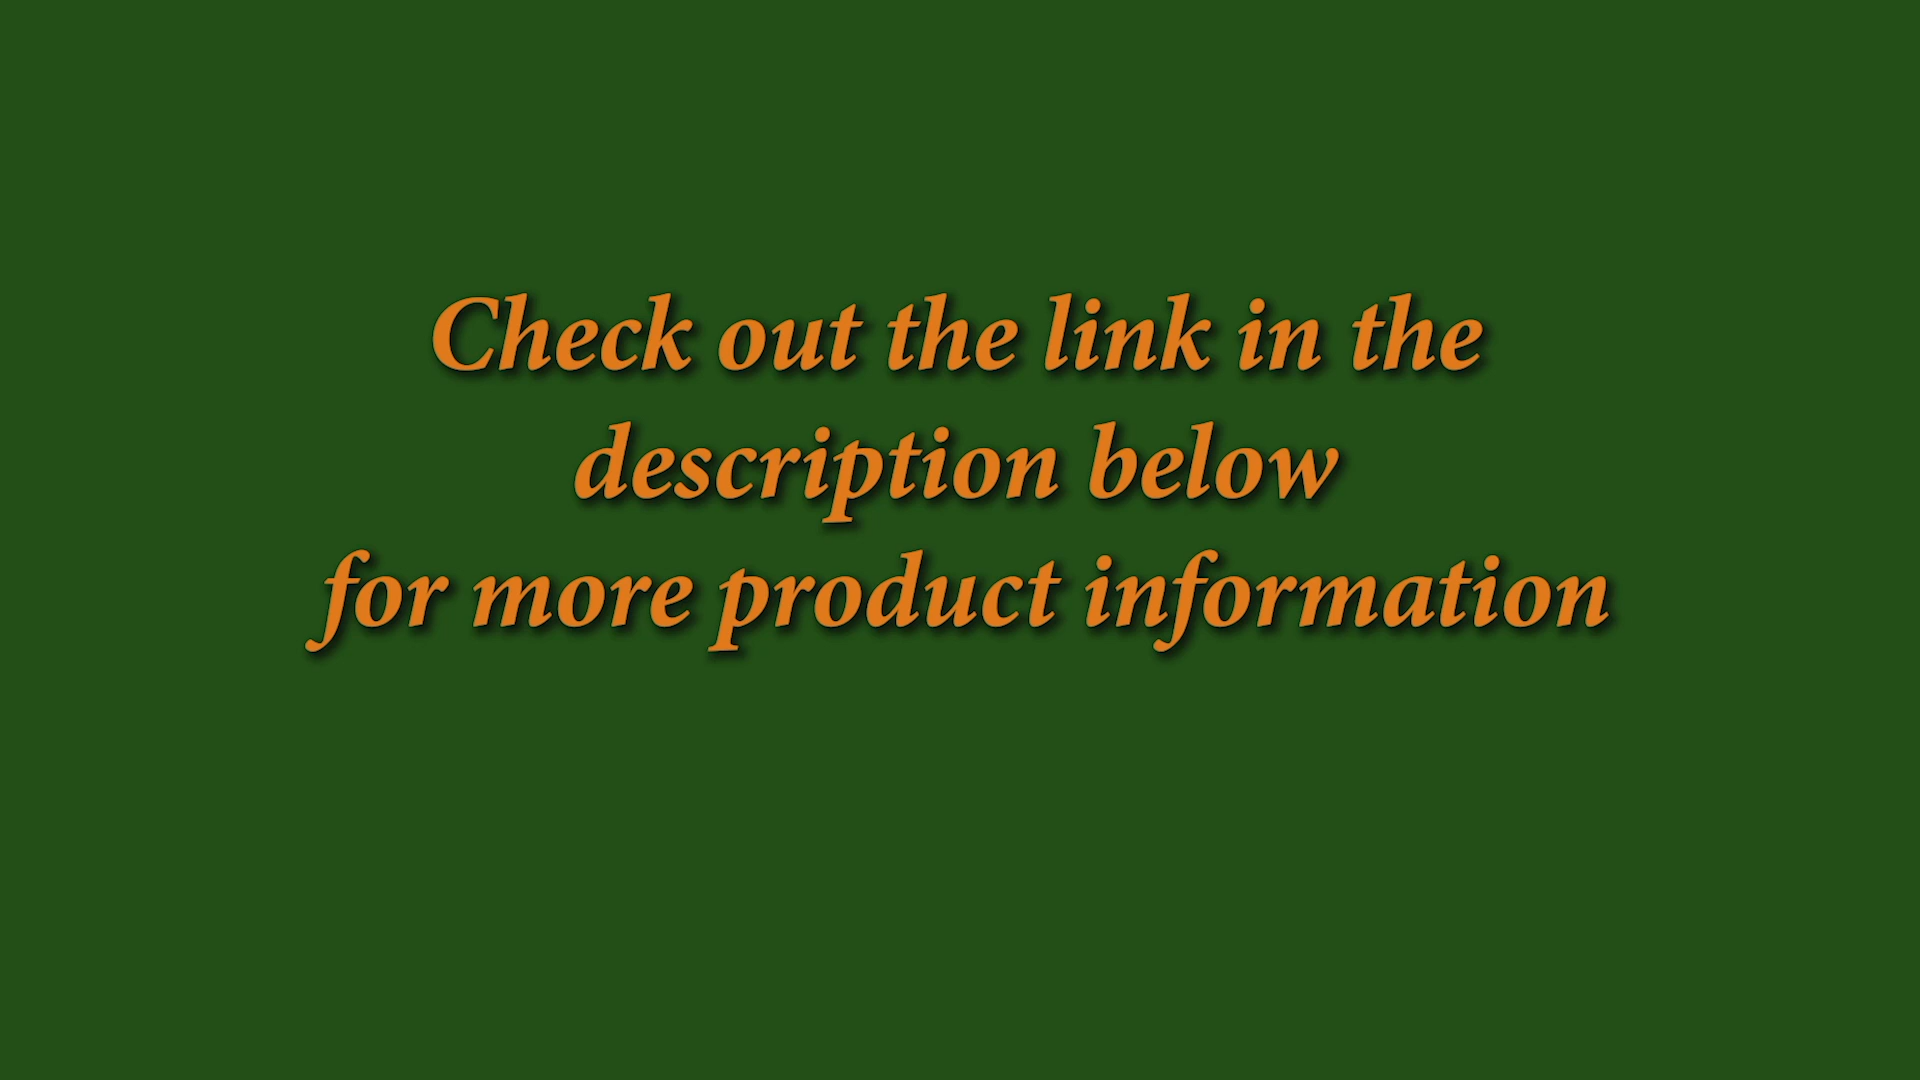 Check out the link in the
description below
for more product information